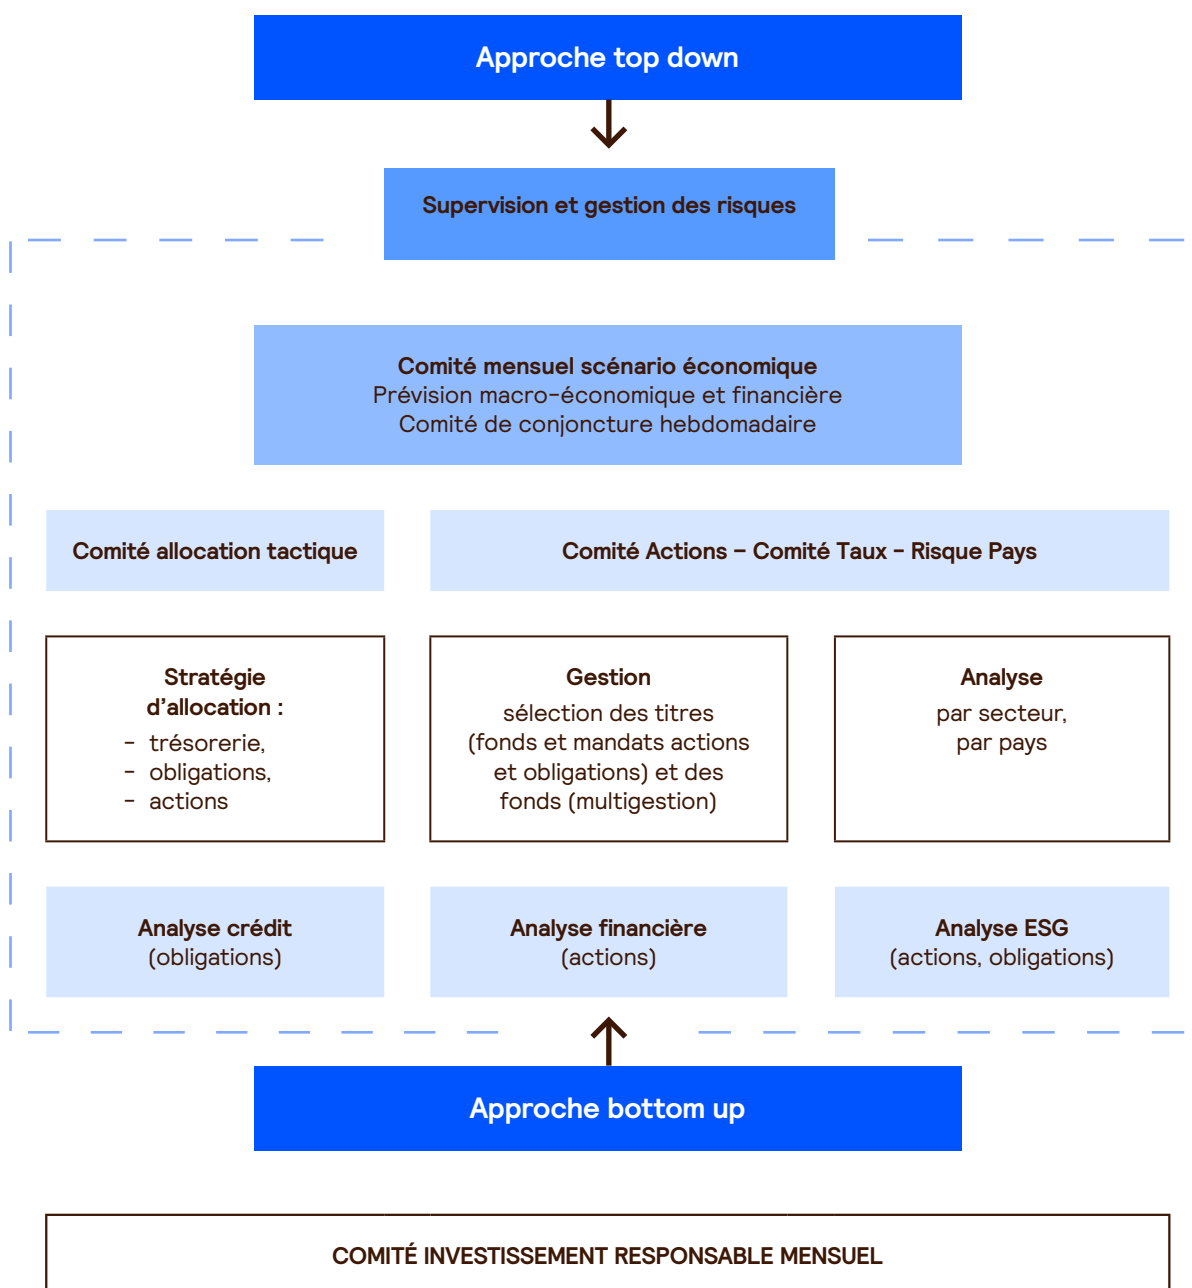 Approche top down
Supervision et gestion des risques
Comité mensuel scénario économique
Prévision macro-économique et financière
Comité de conjoncture hebdomadaire
Comité allocation tactique
Comité Actions – Comité Taux - Risque Pays
Stratégie
d’allocation :
- trésorerie,
- obligations,
- actions
Gestion
sélection des titres
(fonds et mandats actions
et obligations) et des
fonds (multigestion)
Analyse
par secteur,
par pays
Analyse crédit
(obligations)
Analyse financière
(actions)
Analyse ESG
(actions, obligations)
Approche bottom up
COMITÉ INVESTISSEMENT RESPONSABLE MENSUEL